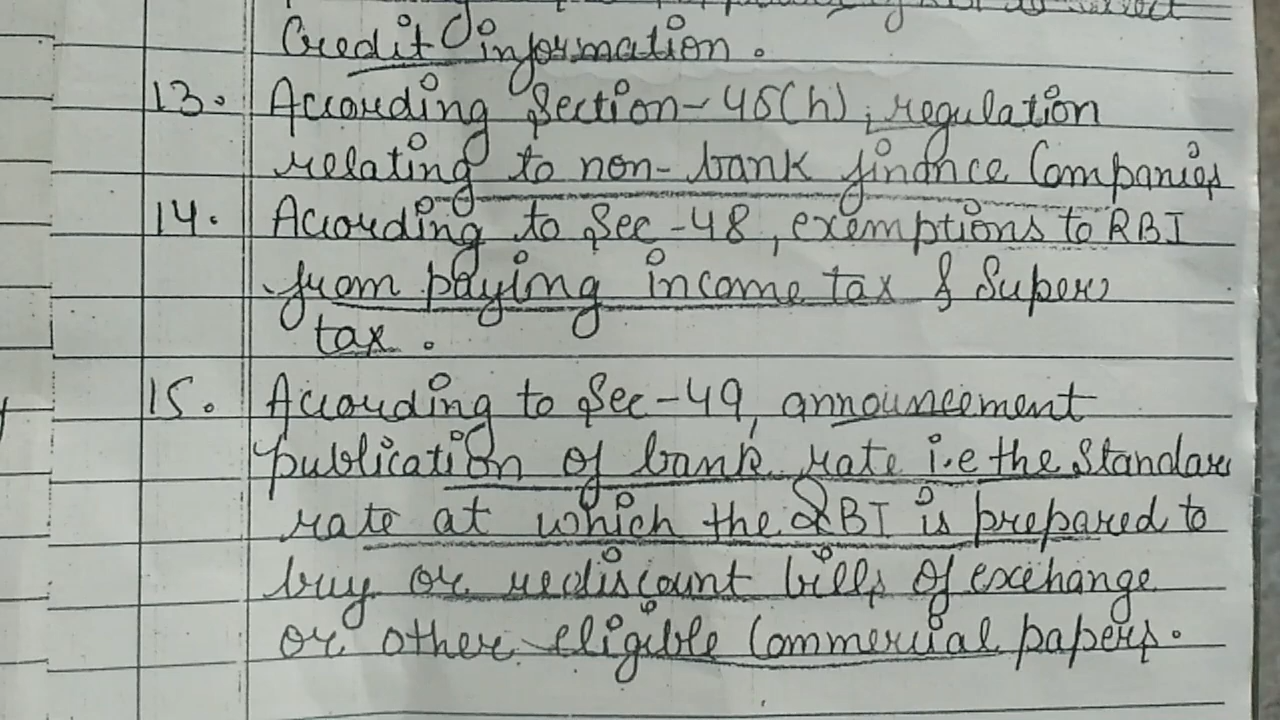 Credit information.
13. According Section-45(h), regulation
relating to non-bank finance Companies
14. According to Sec-48, exemptions to RBI
from paying income tax & Super
tax.
15. According to Sec-49, announcement
publication of bank rate i.e the Standar
rate at which the RBI is prepared to
buy or rediscount bills of exchange
or other eligible Commercial papers.